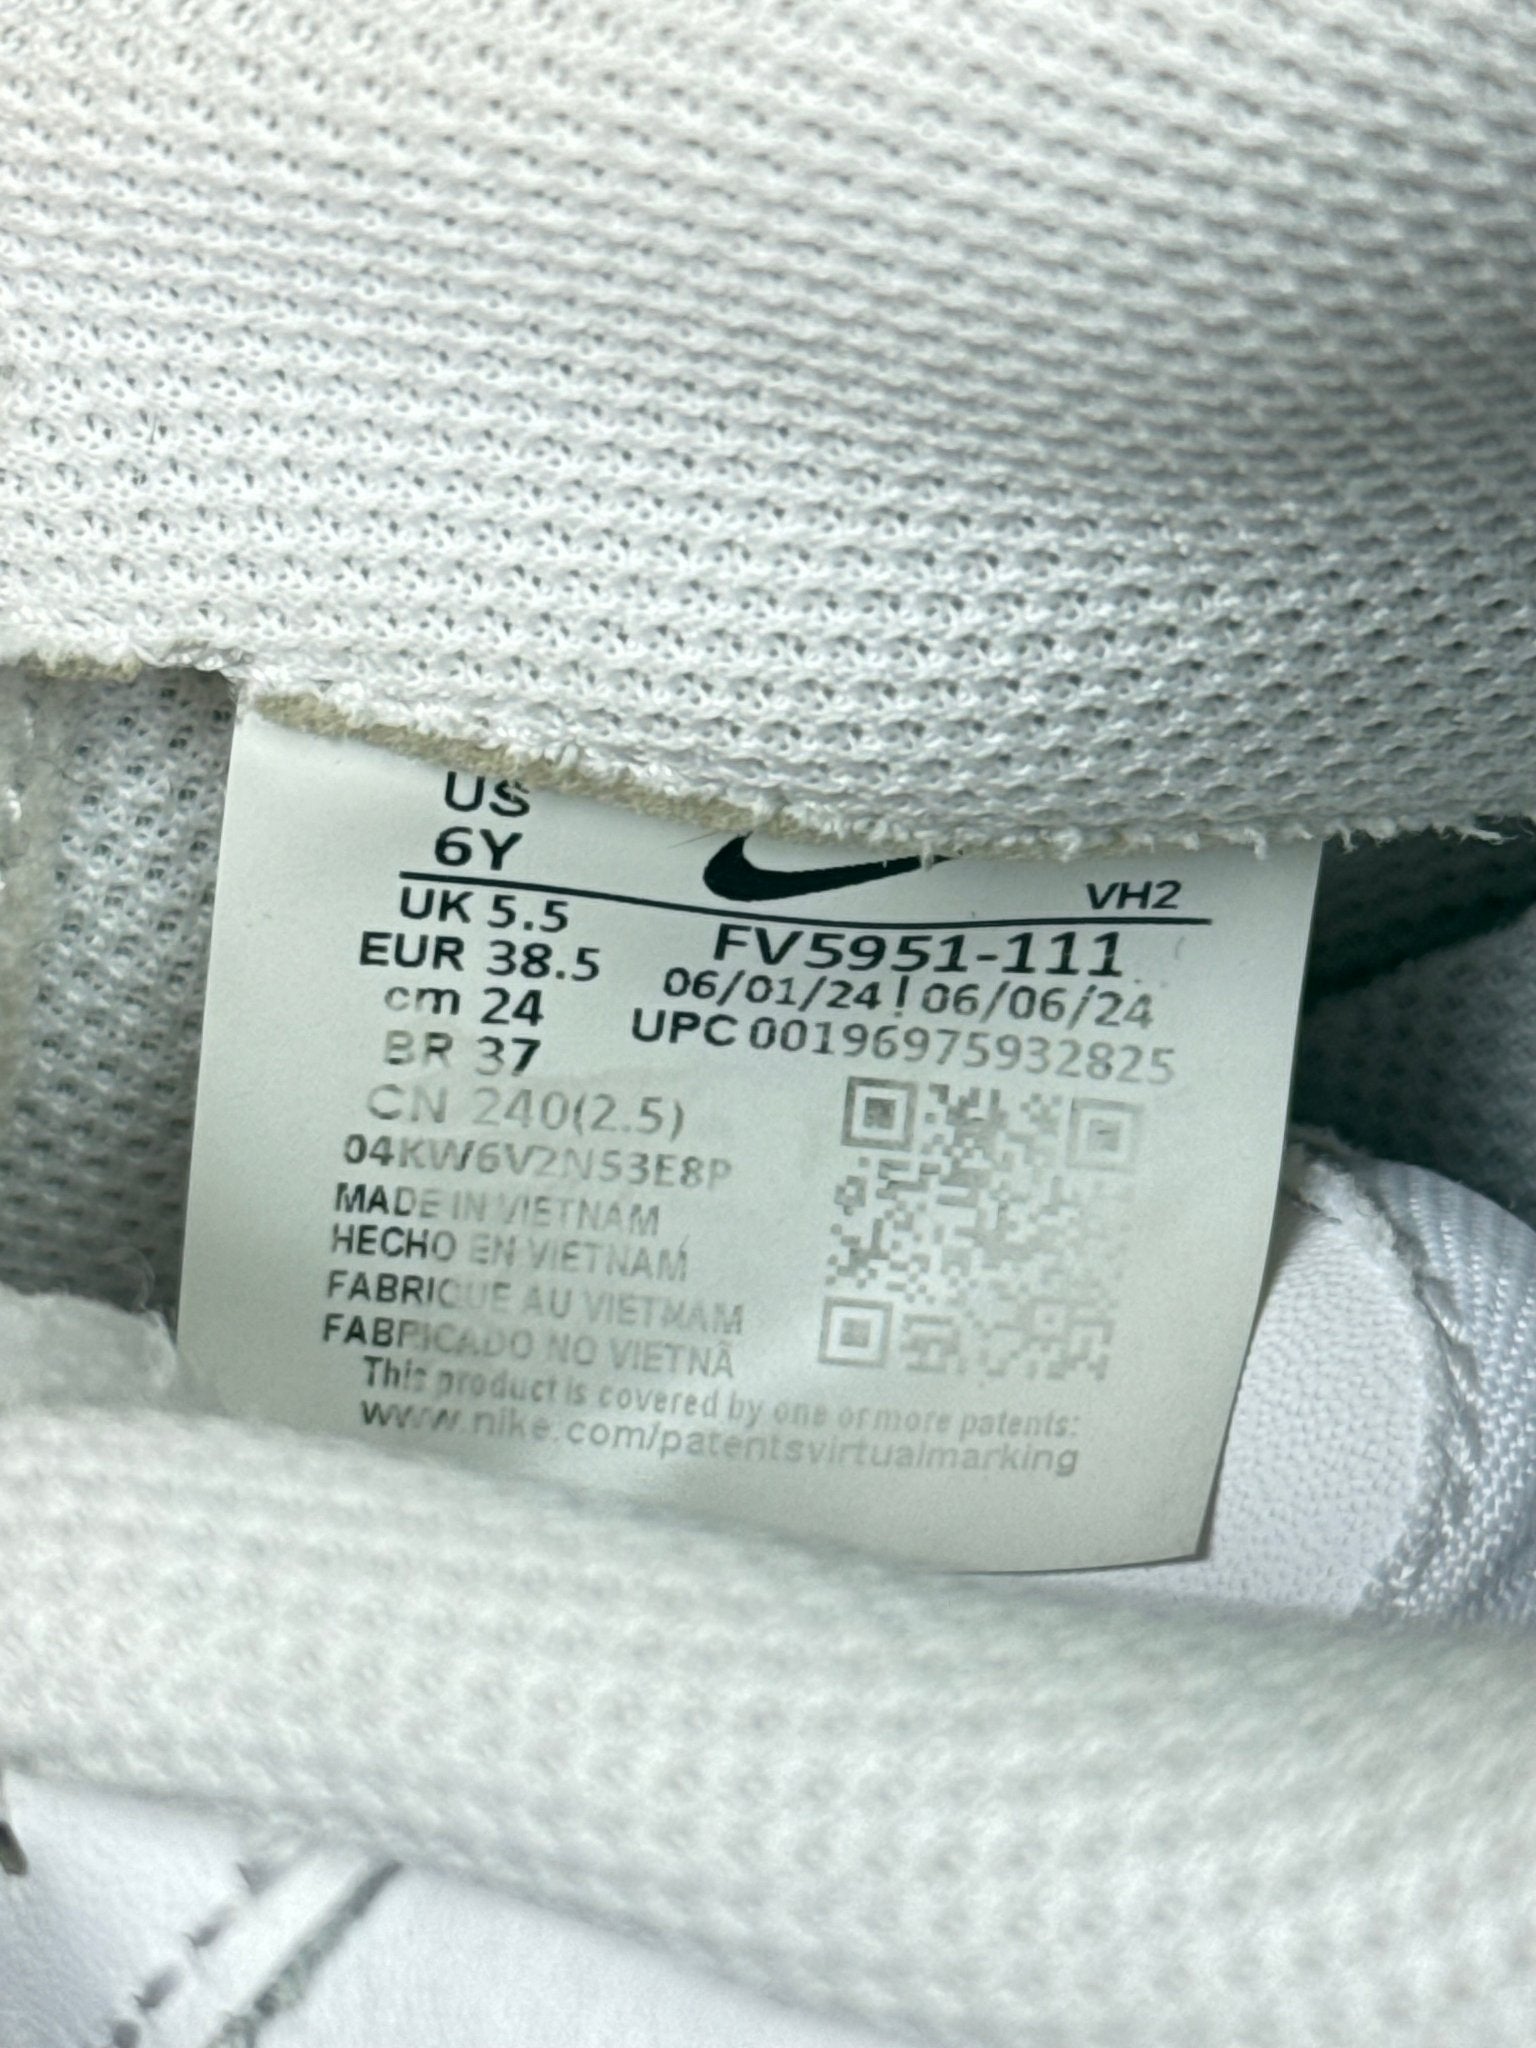 US
6Y
VH2
UK 5.5
FV5951-111
EUR 38.5
06/01/24 ! 06/06/24
cm 24
UPC 00196975932825
BR 37
CN 240(2.5)
04KW6V2N53E8P
MADE IN VIETNAM
HECHO EN VIETNAM
FABRIQUE AU VIETNAM
FABRICADO NO VIETNÃ
This product is covered by one or more patents:
www.nike.com/patentsvirtualmarking